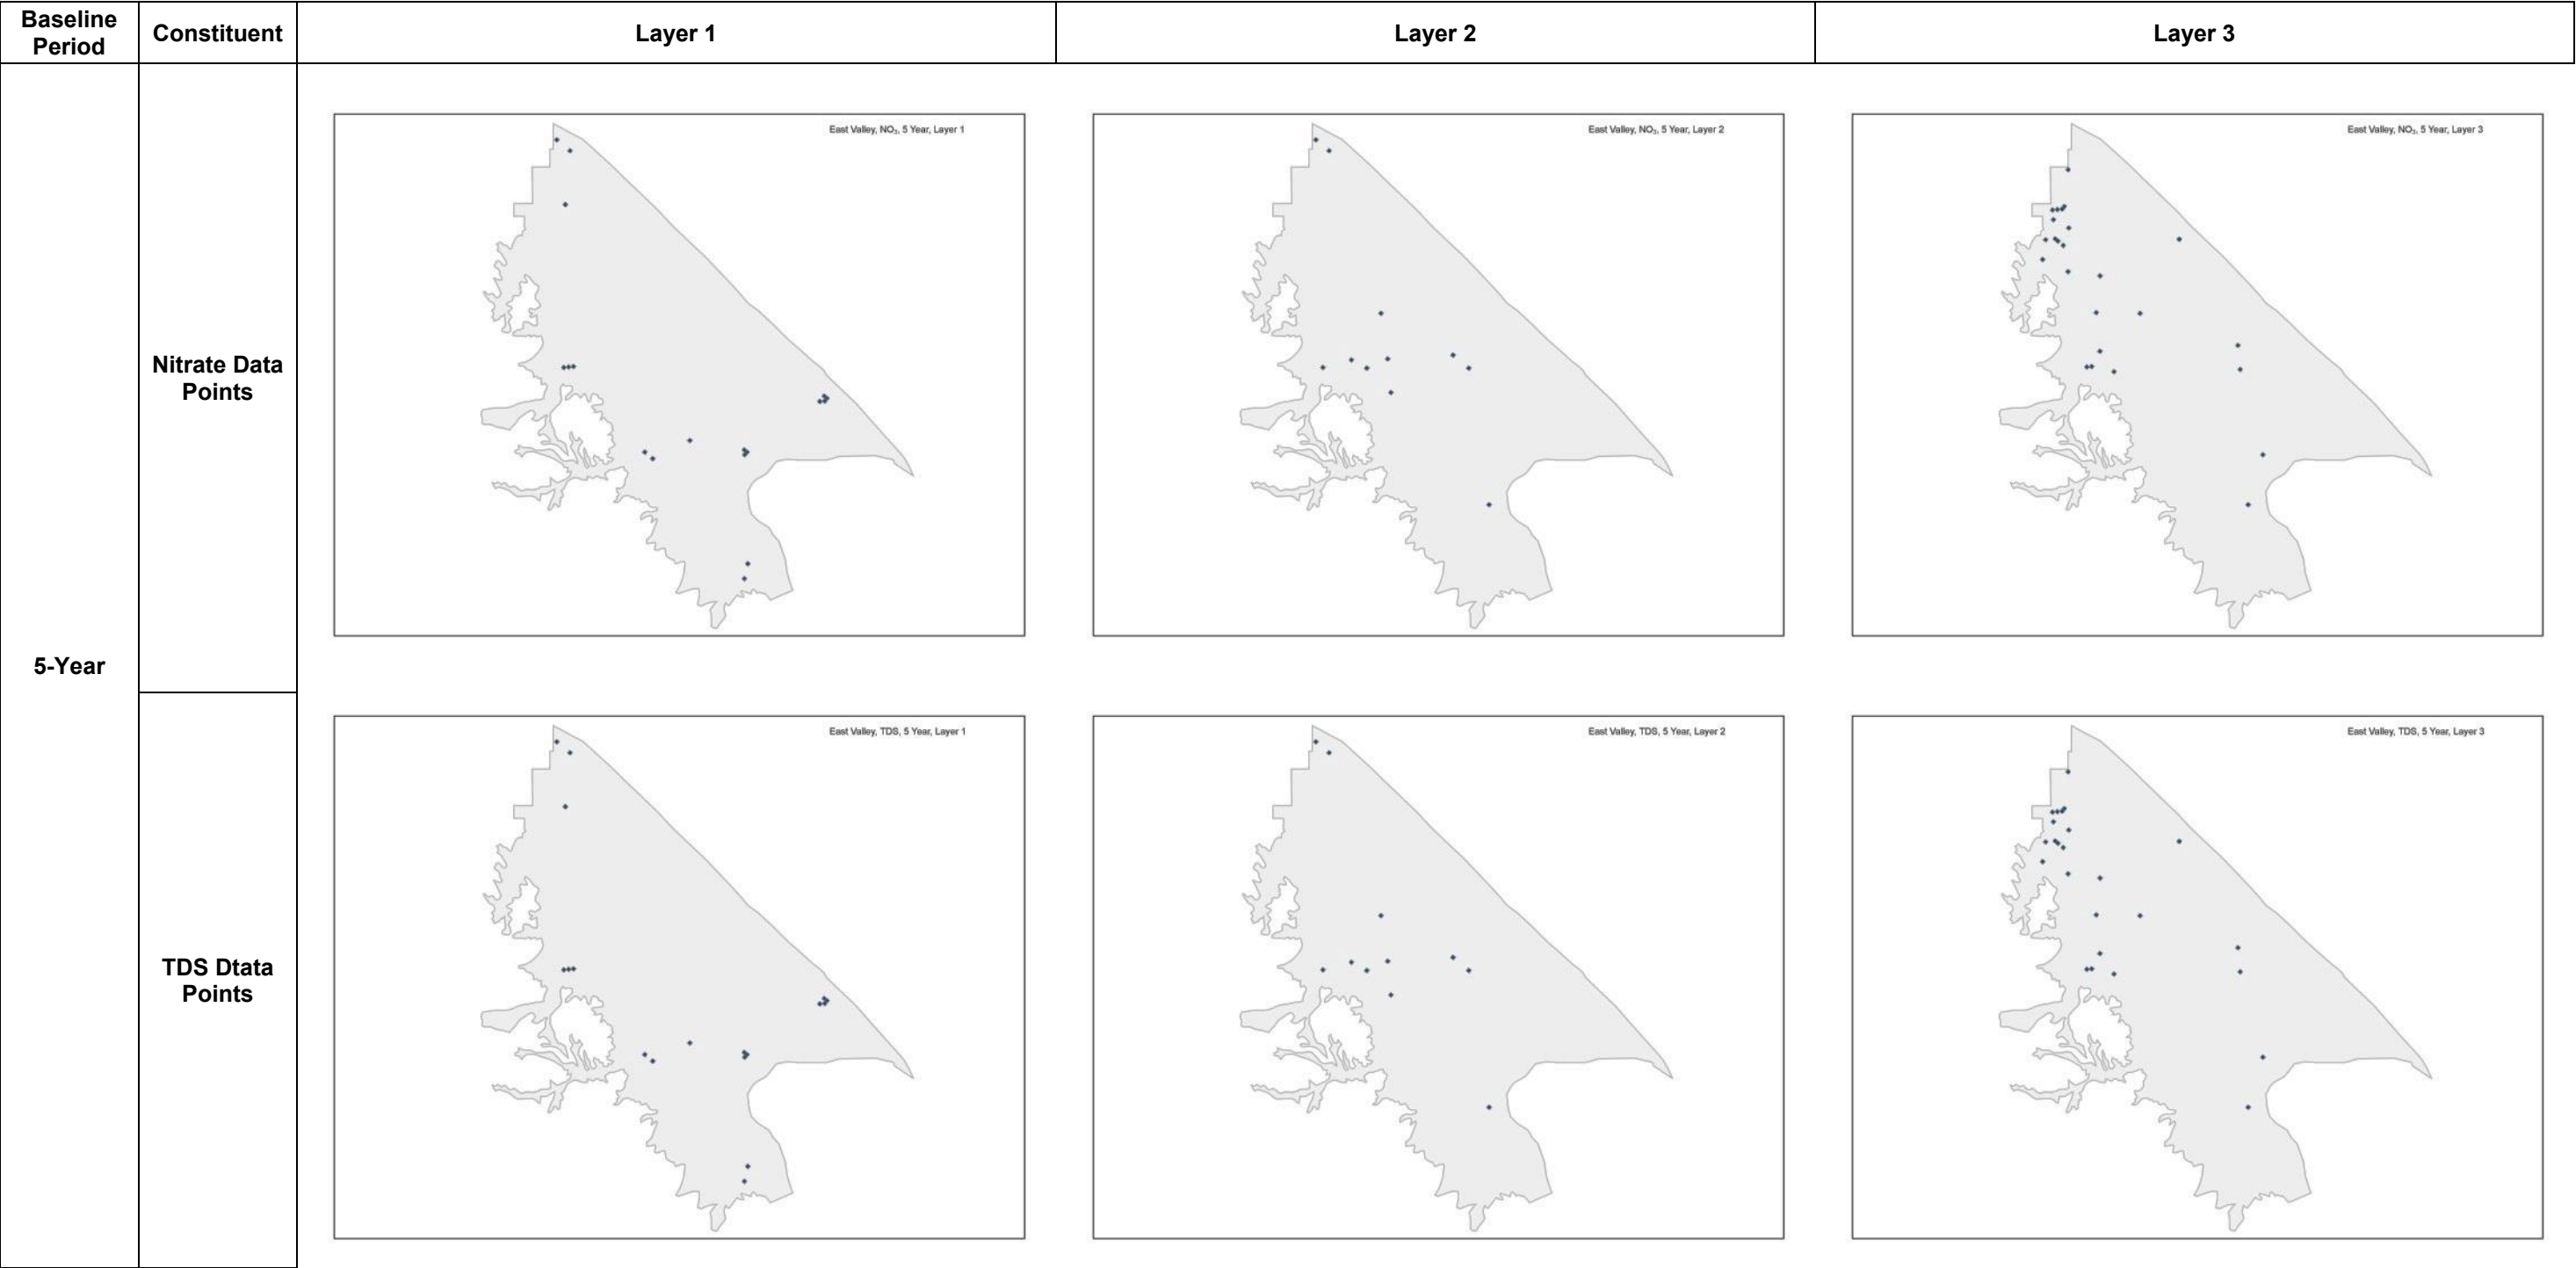 Baseline
Period
Constituent
Layer 1
Layer 2
Layer 3
5-Year
Nitrate Data
Points
East Valley, NO₃, 5 Year, Layer 1
East Valley, NO₃, 5 Year, Layer 2
East Valley, NO₃, 5 Year, Layer 3
TDS Dtata
Points
East Valley, TDS, 5 Year, Layer 1
East Valley, TDS, 5 Year, Layer 2
East Valley, TDS, 5 Year, Layer 3